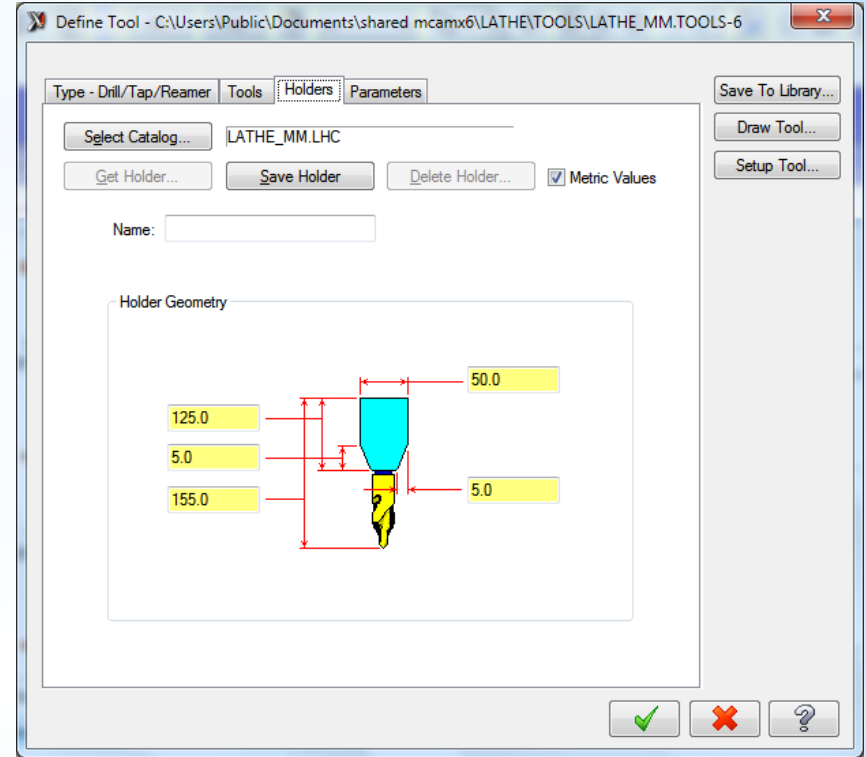 Define Tool - C:\Users\Public\Documents\shared mcamx6\LATHE\TOOLS\LATHE_MM.TOOLS-6
Type - Drill/Tap/Reamer Tools Holders Parameters
Save To Library...
Draw Tool...
Setup Tool...
Select Catalog... LATHE_MM.LHC
Get Holder... Save Holder Delete Holder... Metric Values
Name:
Holder Geometry
50.0
125.0
5.0
5.0
155.0